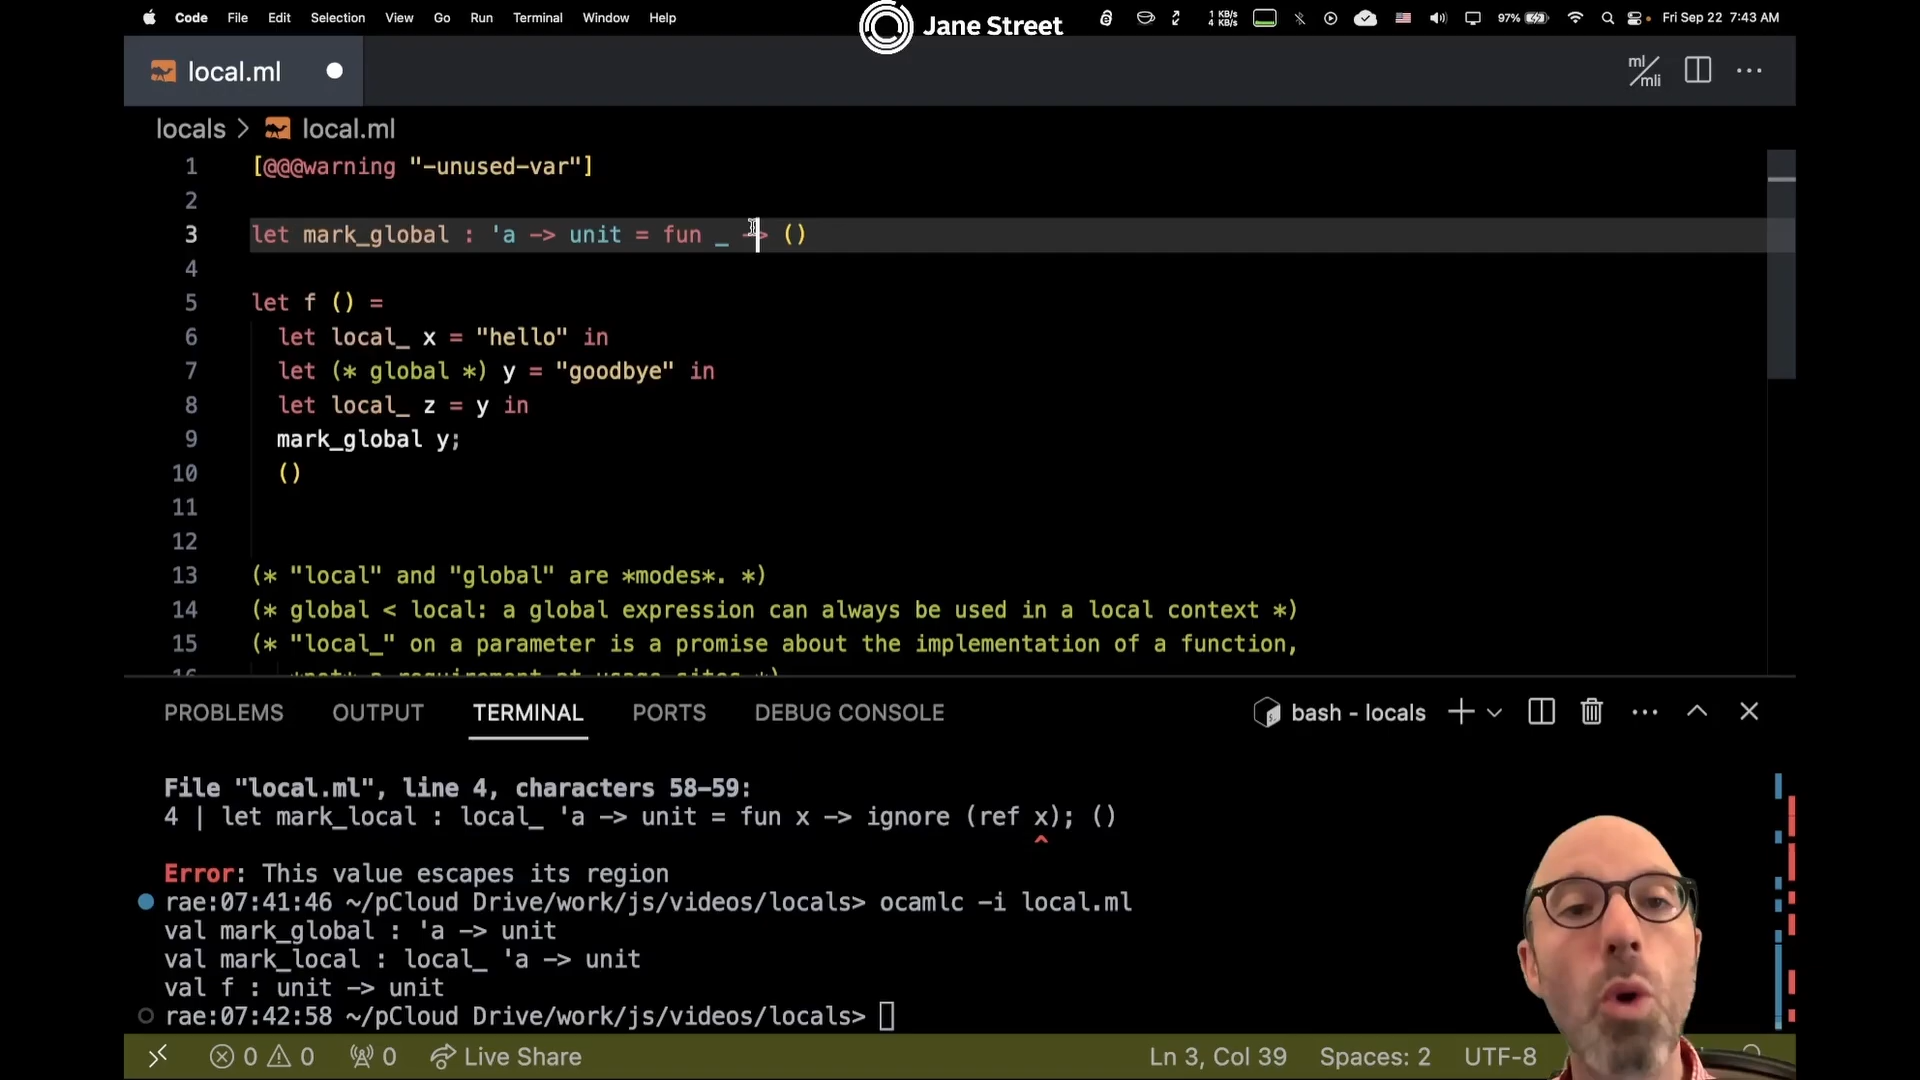 Code File Edit Selection View Go Run Terminal Window Help
Jane Street
1 KB/s
4 KB/s
97%
Fri Sep 22 7:43 AM
local.ml
ml/mli
locals > local.ml
1 [@@@warning "-unused-var"]
2
3 let mark_global : 'a -> unit = fun _ -> ()
4
5 let f () =
6 let local_ x = "hello" in
7 let (* global *) y = "goodbye" in
8 let local_ z = y in
9 mark_global y;
10 ()
11
12
13 (* "local" and "global" are *modes*. *)
14 (* global < local: a global expression can always be used in a local context *)
15 (* "local_" on a parameter is a promise about the implementation of a function,
PROBLEMS OUTPUT TERMINAL PORTS DEBUG CONSOLE
bash - locals
File "local.ml", line 4, characters 58-59:
4 | let mark_local : local_ 'a -> unit = fun x -> ignore (ref x); ()
^
Error: This value escapes its region
rae:07:41:46 ~/pCloud Drive/work/js/videos/locals> ocamlc -i local.ml
val mark_global : 'a -> unit
val mark_local : local_ 'a -> unit
val f : unit -> unit
rae:07:42:58 ~/pCloud Drive/work/js/videos/locals>
0 0 0 Live Share
Ln 3, Col 39 Spaces: 2 UTF-8